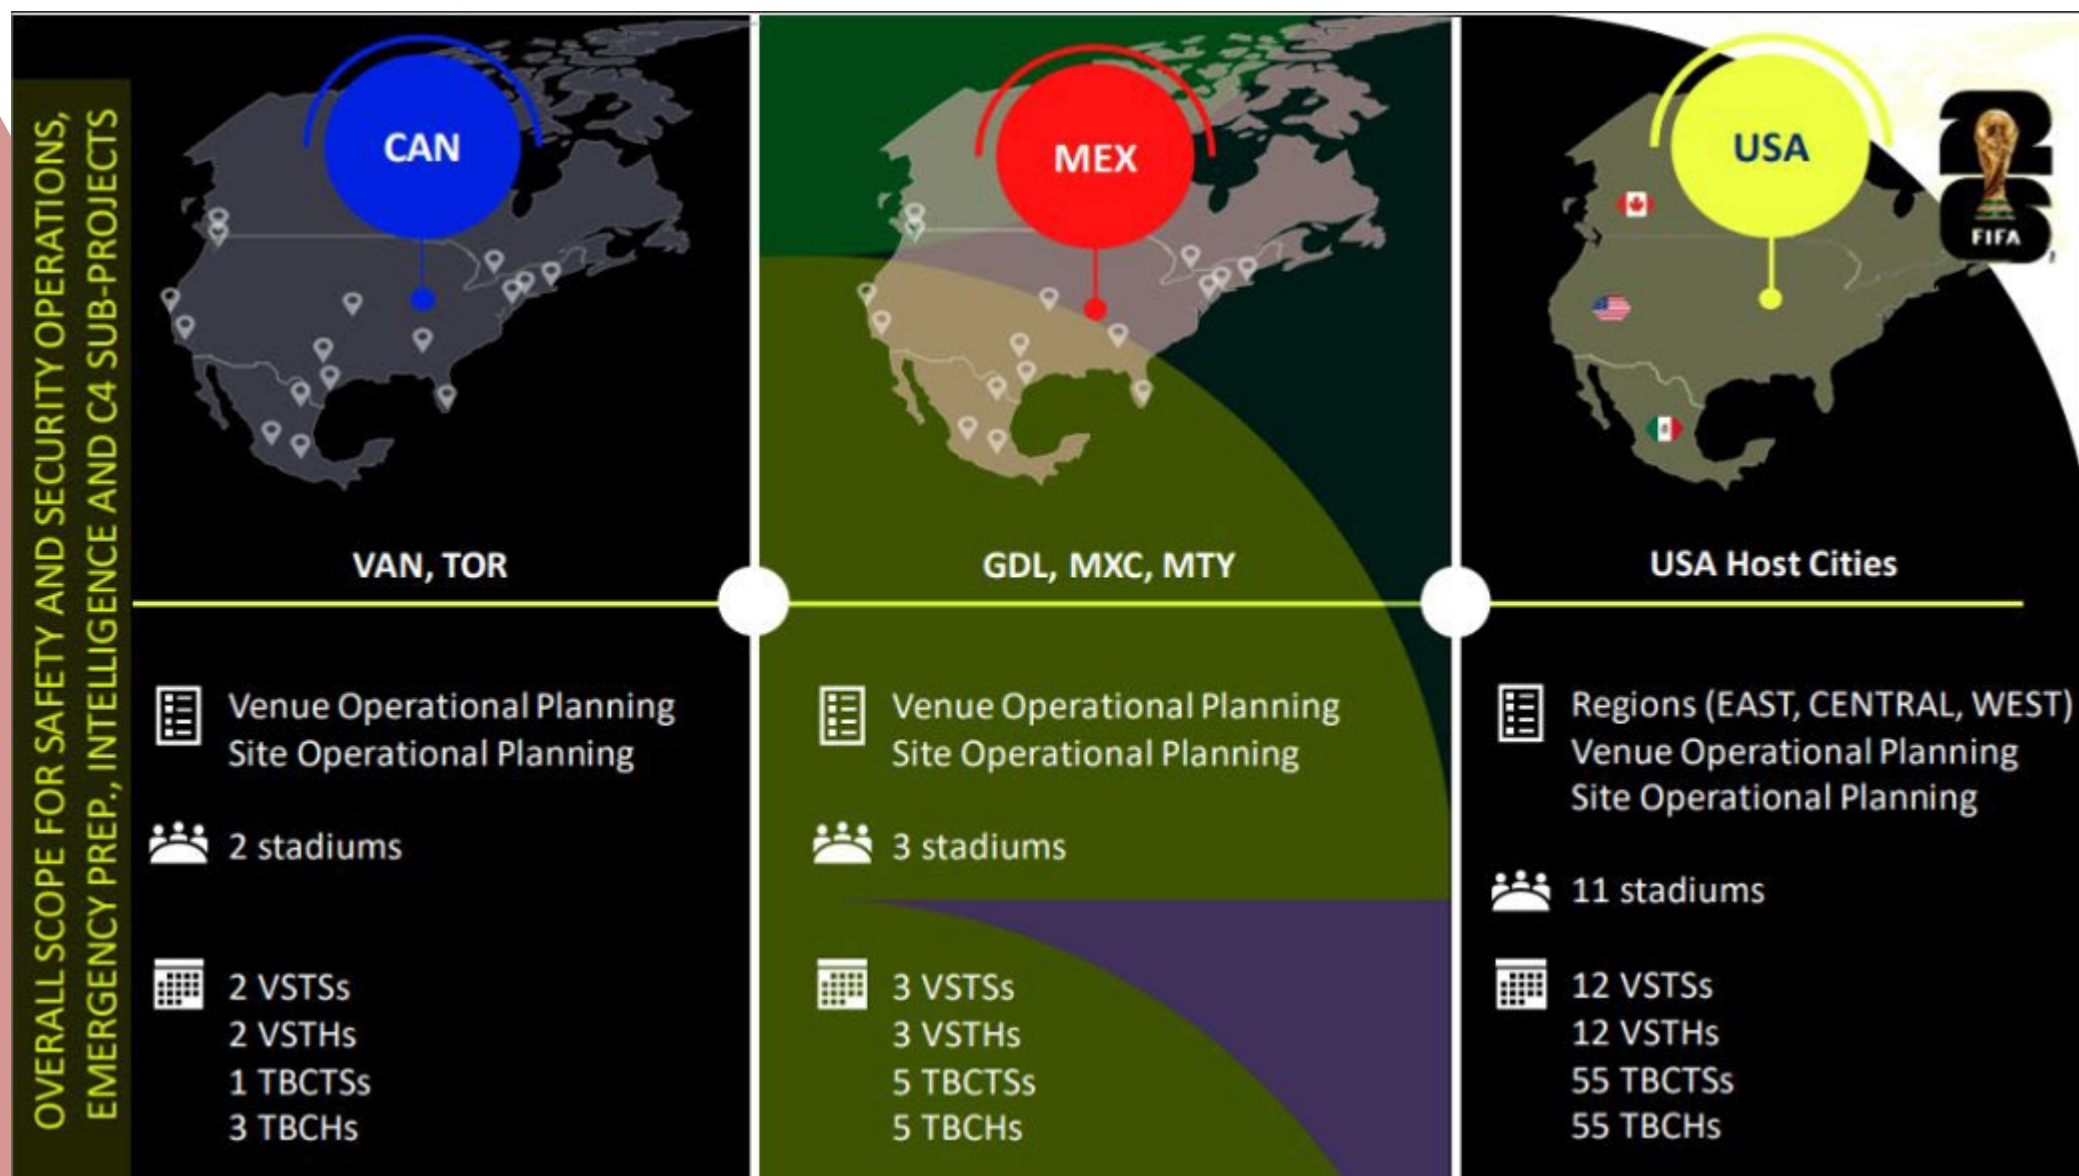 OVERALL SCOPE FOR SAFETY AND SECURITY OPERATIONS,
EMERGENCY PREP., INTELLIGENCE AND C4 SUB-PROJECTS
CAN
VAN, TOR
Venue Operational Planning
Site Operational Planning
2 stadiums
2 VSTSs
2 VSTHs
1 TBCTSs
3 TBCHs
MEX
GDL, MXC, MTY
Venue Operational Planning
Site Operational Planning
3 stadiums
3 VSTSs
3 VSTHs
5 TBCTSs
5 TBCHs
USA
26
FIFA
USA Host Cities
Regions (EAST, CENTRAL, WEST)
Venue Operational Planning
Site Operational Planning
11 stadiums
12 VSTSs
12 VSTHs
55 TBCTSs
55 TBCHs